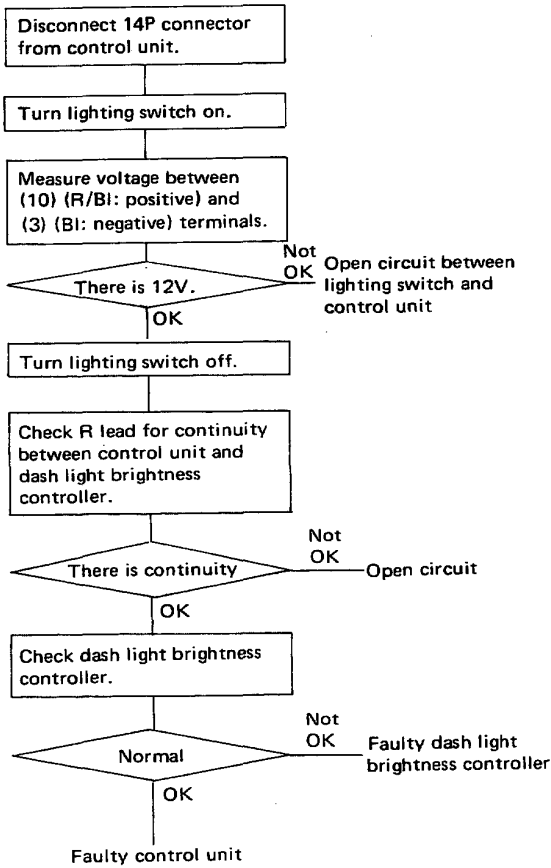 Disconnect 14P connector
from control unit.
Turn lighting switch on.
Measure voltage between
(10) (R/BI: positive) and
(3) (BI: negative) terminals.
There is 12V.
Not
OK
Open circuit between
lighting switch and
control unit
OK
Turn lighting switch off.
Check R lead for continuity
between control unit and
dash light brightness
controller.
There is continuity
Not
OK
Open circuit
OK
Check dash light brightness
controller.
Normal
Not
OK
Faulty dash light
brightness controller
OK
Faulty control unit